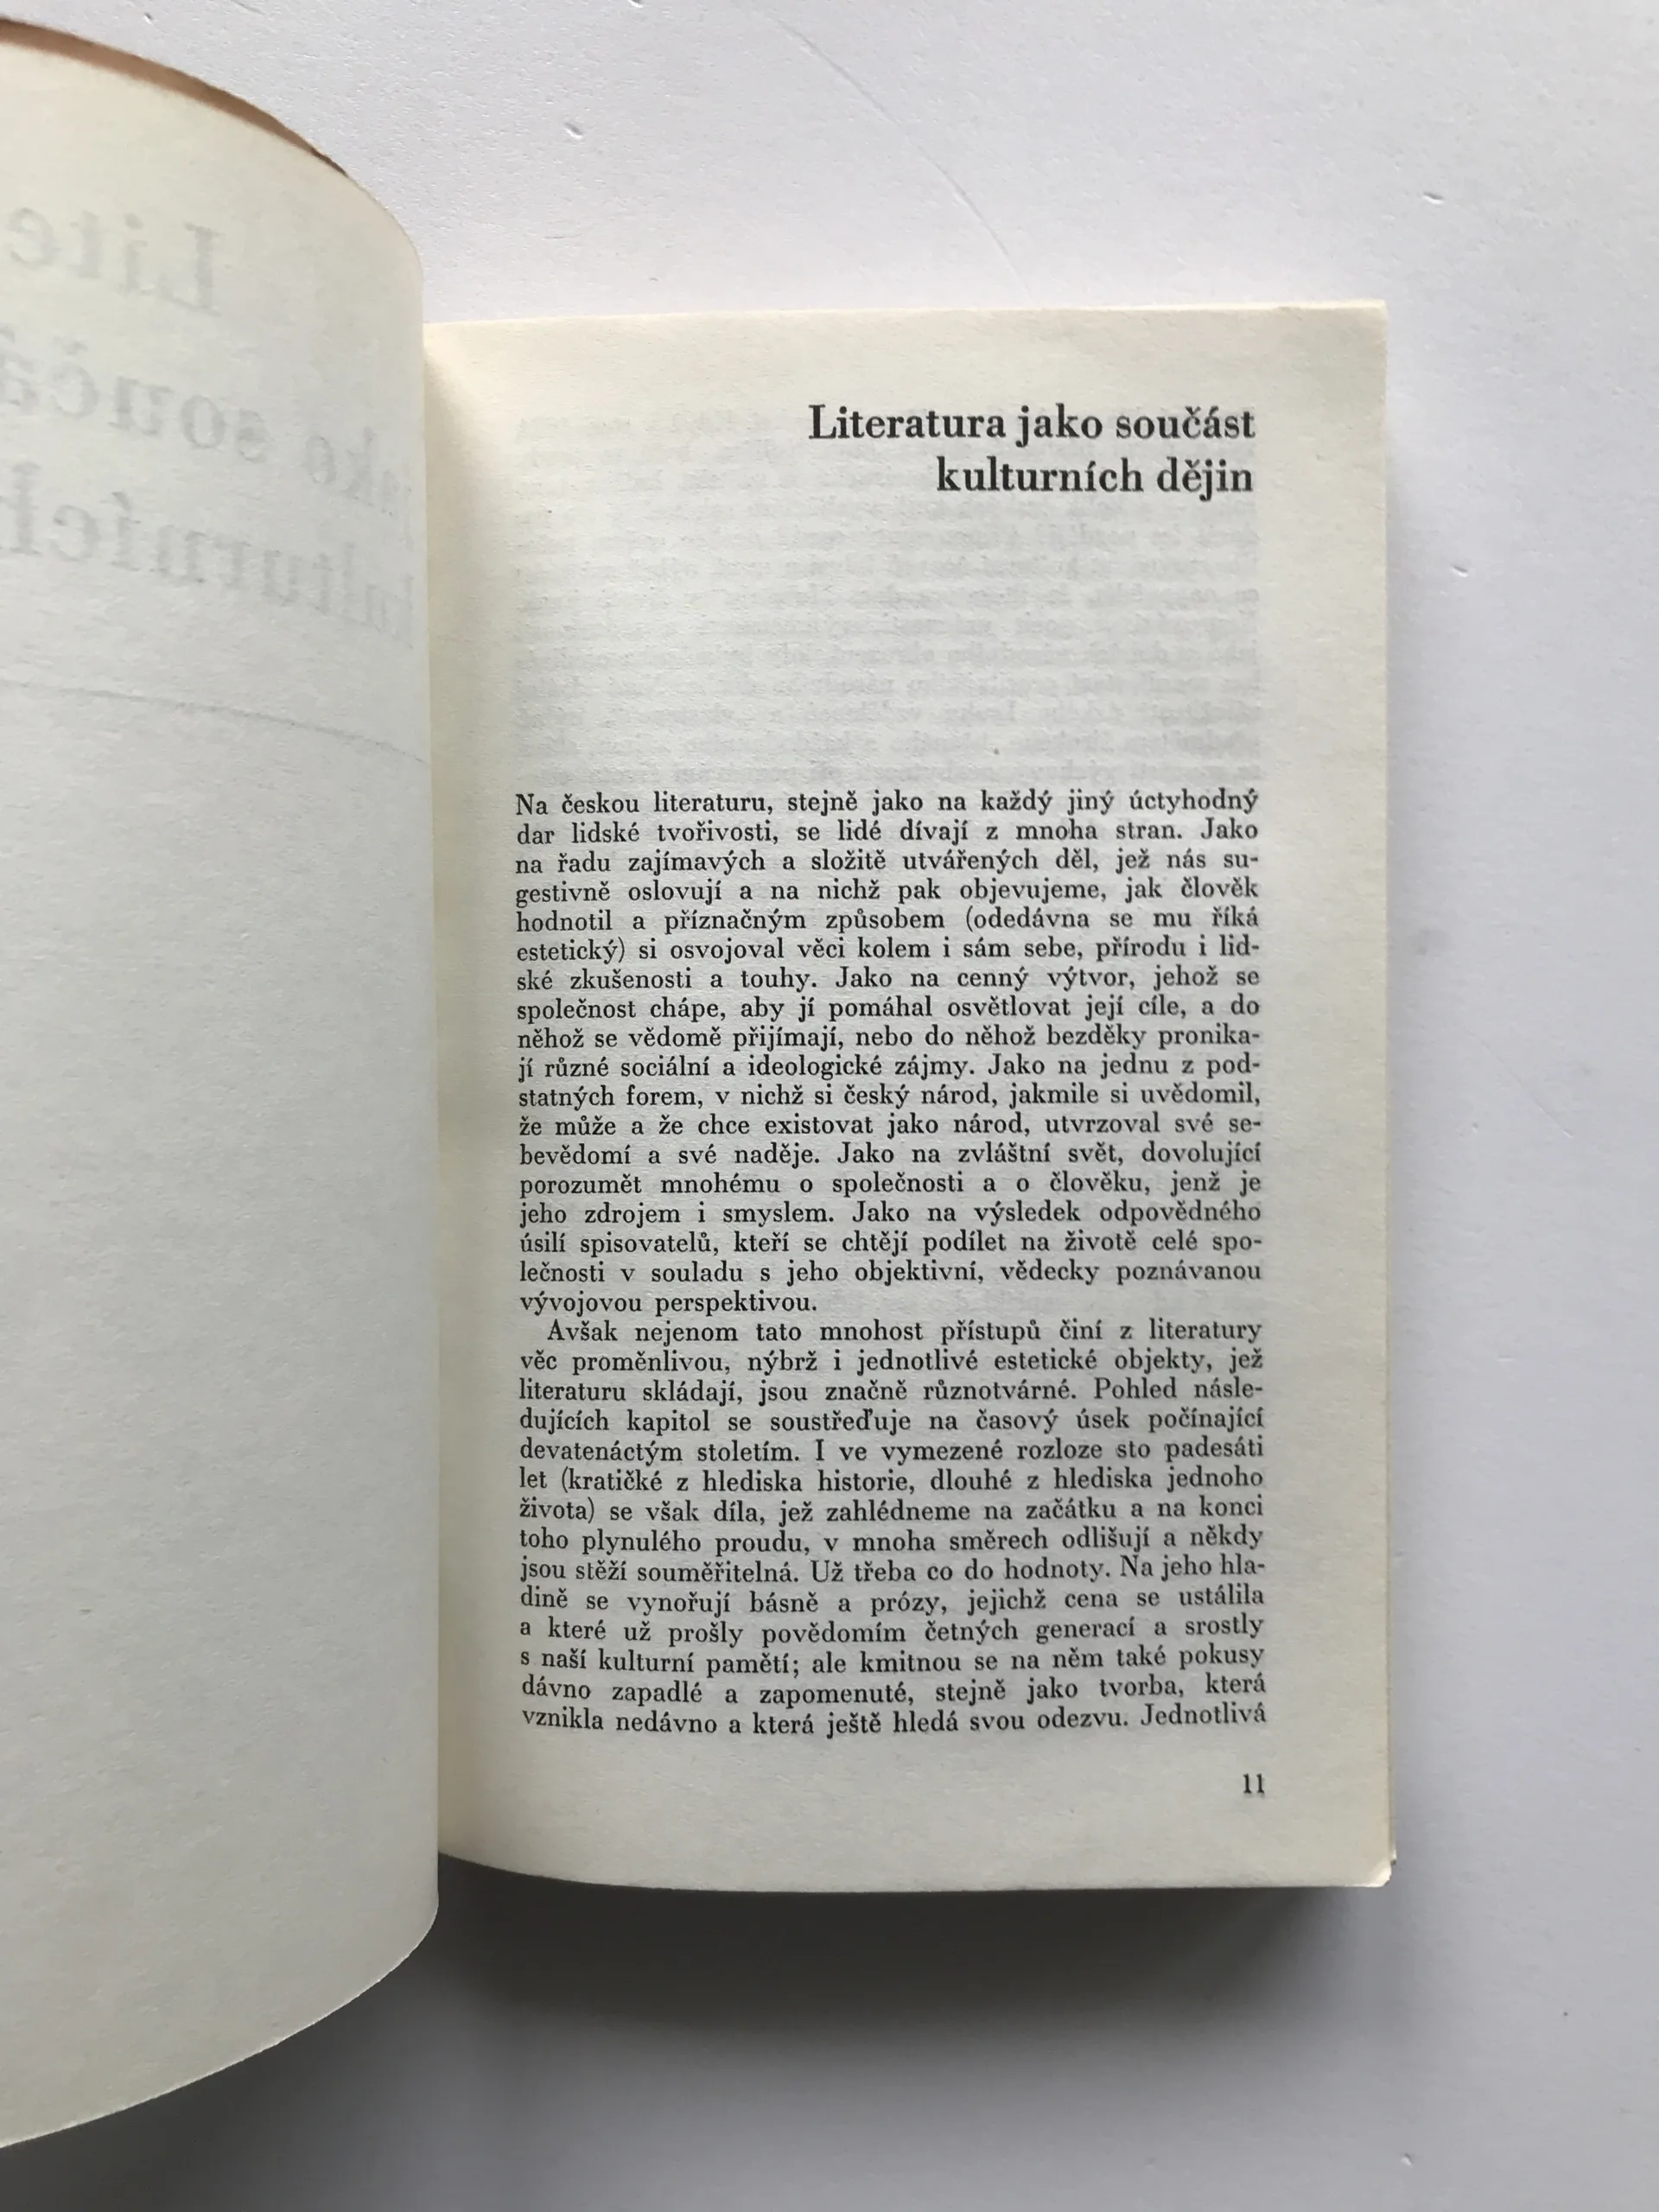 Literatura jako součást
kulturních dějin
Na českou literaturu, stejně jako na každý jiný úctyhodný
dar lidské tvořivosti, se lidé dívají z mnoha stran. Jako
na řadu zajímavých a složitě utvářených děl, jež nás su-
gestivně oslovují a na nichž pak objevujeme, jak člověk
hodnotil a příznačným způsobem (odedávna se mu říká
estetický) si osvojoval věci kolem i sám sebe, přírodu i lid-
ské zkušenosti a touhy. Jako na cenný výtvor, jehož se
společnost chápe, aby jí pomáhal osvětlovat její cíle, a do
něhož se vědomě přijímají, nebo do něhož bezděky pronika-
jí různé sociální a ideologické zájmy. Jako na jednu z pod-
statných forem, v nichž si český národ, jakmile si uvědomil,
že může a že chce existovat jako národ, utvrzoval své se-
bevědomí a své naděje. Jako na zvláštní svět, dovolující
porozumět mnohému o společnosti a o člověku, jenž je
jeho zdrojem i smyslem. Jako na výsledek odpovědného
úsilí spisovatelů, kteří se chtějí podílet na životě celé spo-
lečnosti v souladu s jeho objektivní, vědecky poznávanou
vývojovou perspektivou.
Avšak nejenom tato mnohost přístupů činí z literatury
věc proměnlivou, nýbrž i jednotlivé estetické objekty, jež
literaturu skládají, jsou značně různotvárné. Pohled násle-
dujících kapitol se soustřeďuje na časový úsek počínající
devatenáctým stoletím. I ve vymezené rozloze sto padesáti
let (kratičké z hlediska historie, dlouhé z hlediska jednoho
života) se však díla, jež zahlédneme na začátku a na konci
toho plynulého proudu, v mnoha směrech odlišují a někdy
jsou stěží souměřitelná. Už třeba co do hodnoty. Na jeho hla-
dině se vynořují básně a prózy, jejichž cena se ustálila
a které už prošly povědomím četných generací a srostly
s naší kulturní pamětí; ale kmitnou se na něm také pokusy
dávno zapadlé a zapomenuté, stejně jako tvorba, která
vznikla nedávno a která ještě hledá svou odezvu. Jednotlivá
11